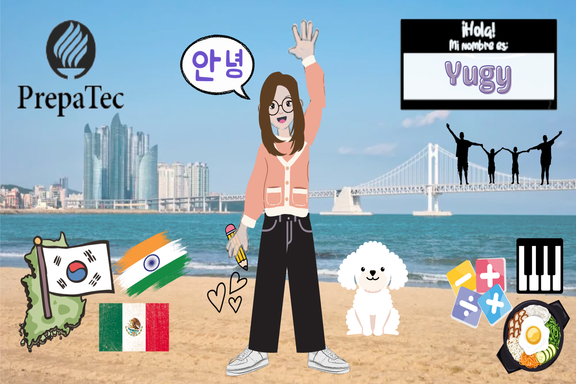 PrepaTec
안녕
¡Hola!
Mi nombre es:
Yugy